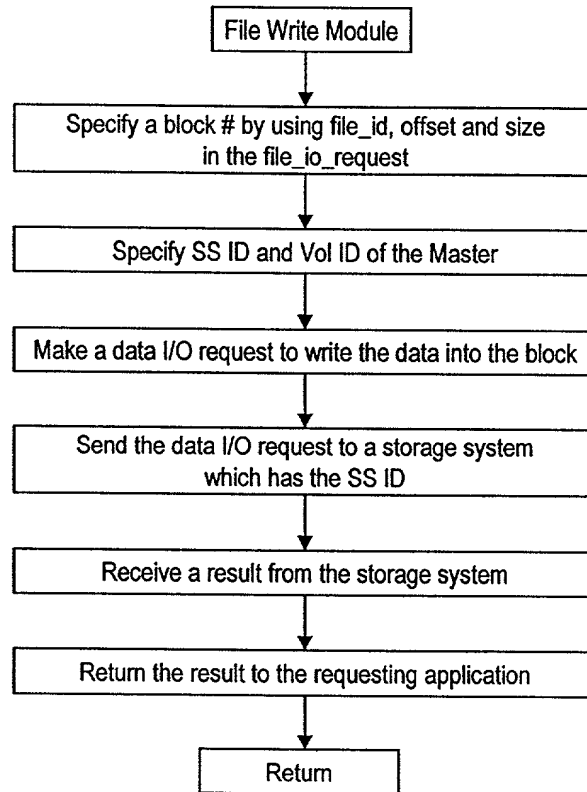 File Write Module
Specify a block # by using file_id, offset and size
in the file_io_request
Specify SS ID and Vol ID of the Master
Make a data I/O request to write the data into the block
Send the data I/O request to a storage system
which has the SS ID
Receive a result from the storage system
Return the result to the requesting application
Return